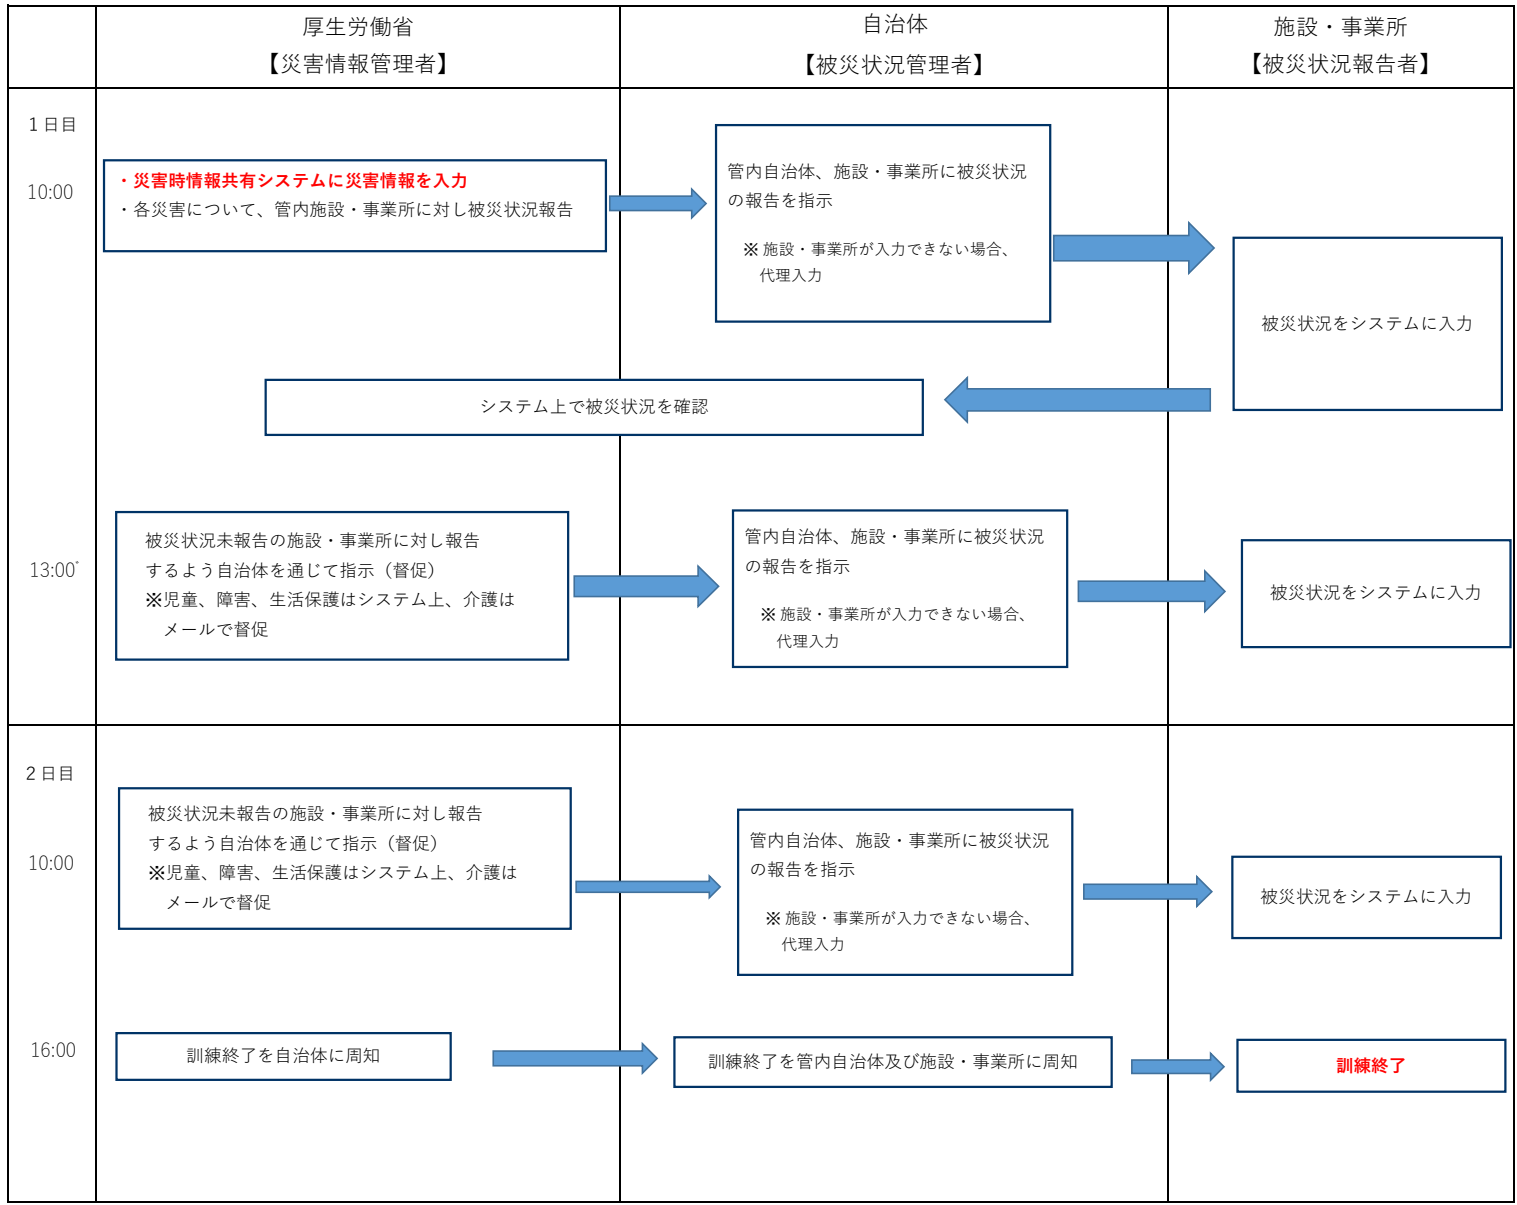 厚生労働省
【災害情報管理者】
自治体
【被災状況管理者】
施設・事業所
【被災状況報告者】
1日目
10:00
・災害時情報共有システムに災害情報を入力
・各災害について、管内施設・事業所に対し被災状況報告
管内自治体、施設・事業所に被災状況
の報告を指示
※ 施設・事業所が入力できない場合、
代理入力
被災状況をシステムに入力
システム上で被災状況を確認
13:00*
被災状況未報告の施設・事業所に対し報告
するよう自治体を通じて指示（督促）
※児童、障害、生活保護はシステム上、介護は
メールで督促
管内自治体、施設・事業所に被災状況
の報告を指示
※ 施設・事業所が入力できない場合、
代理入力
被災状況をシステムに入力
2日目
10:00
被災状況未報告の施設・事業所に対し報告
するよう自治体を通じて指示（督促）
※児童、障害、生活保護はシステム上、介護は
メールで督促
管内自治体、施設・事業所に被災状況
の報告を指示
※ 施設・事業所が入力できない場合、
代理入力
被災状況をシステムに入力
16:00
訓練終了を自治体に周知
訓練終了を管内自治体及び施設・事業所に周知
訓練終了